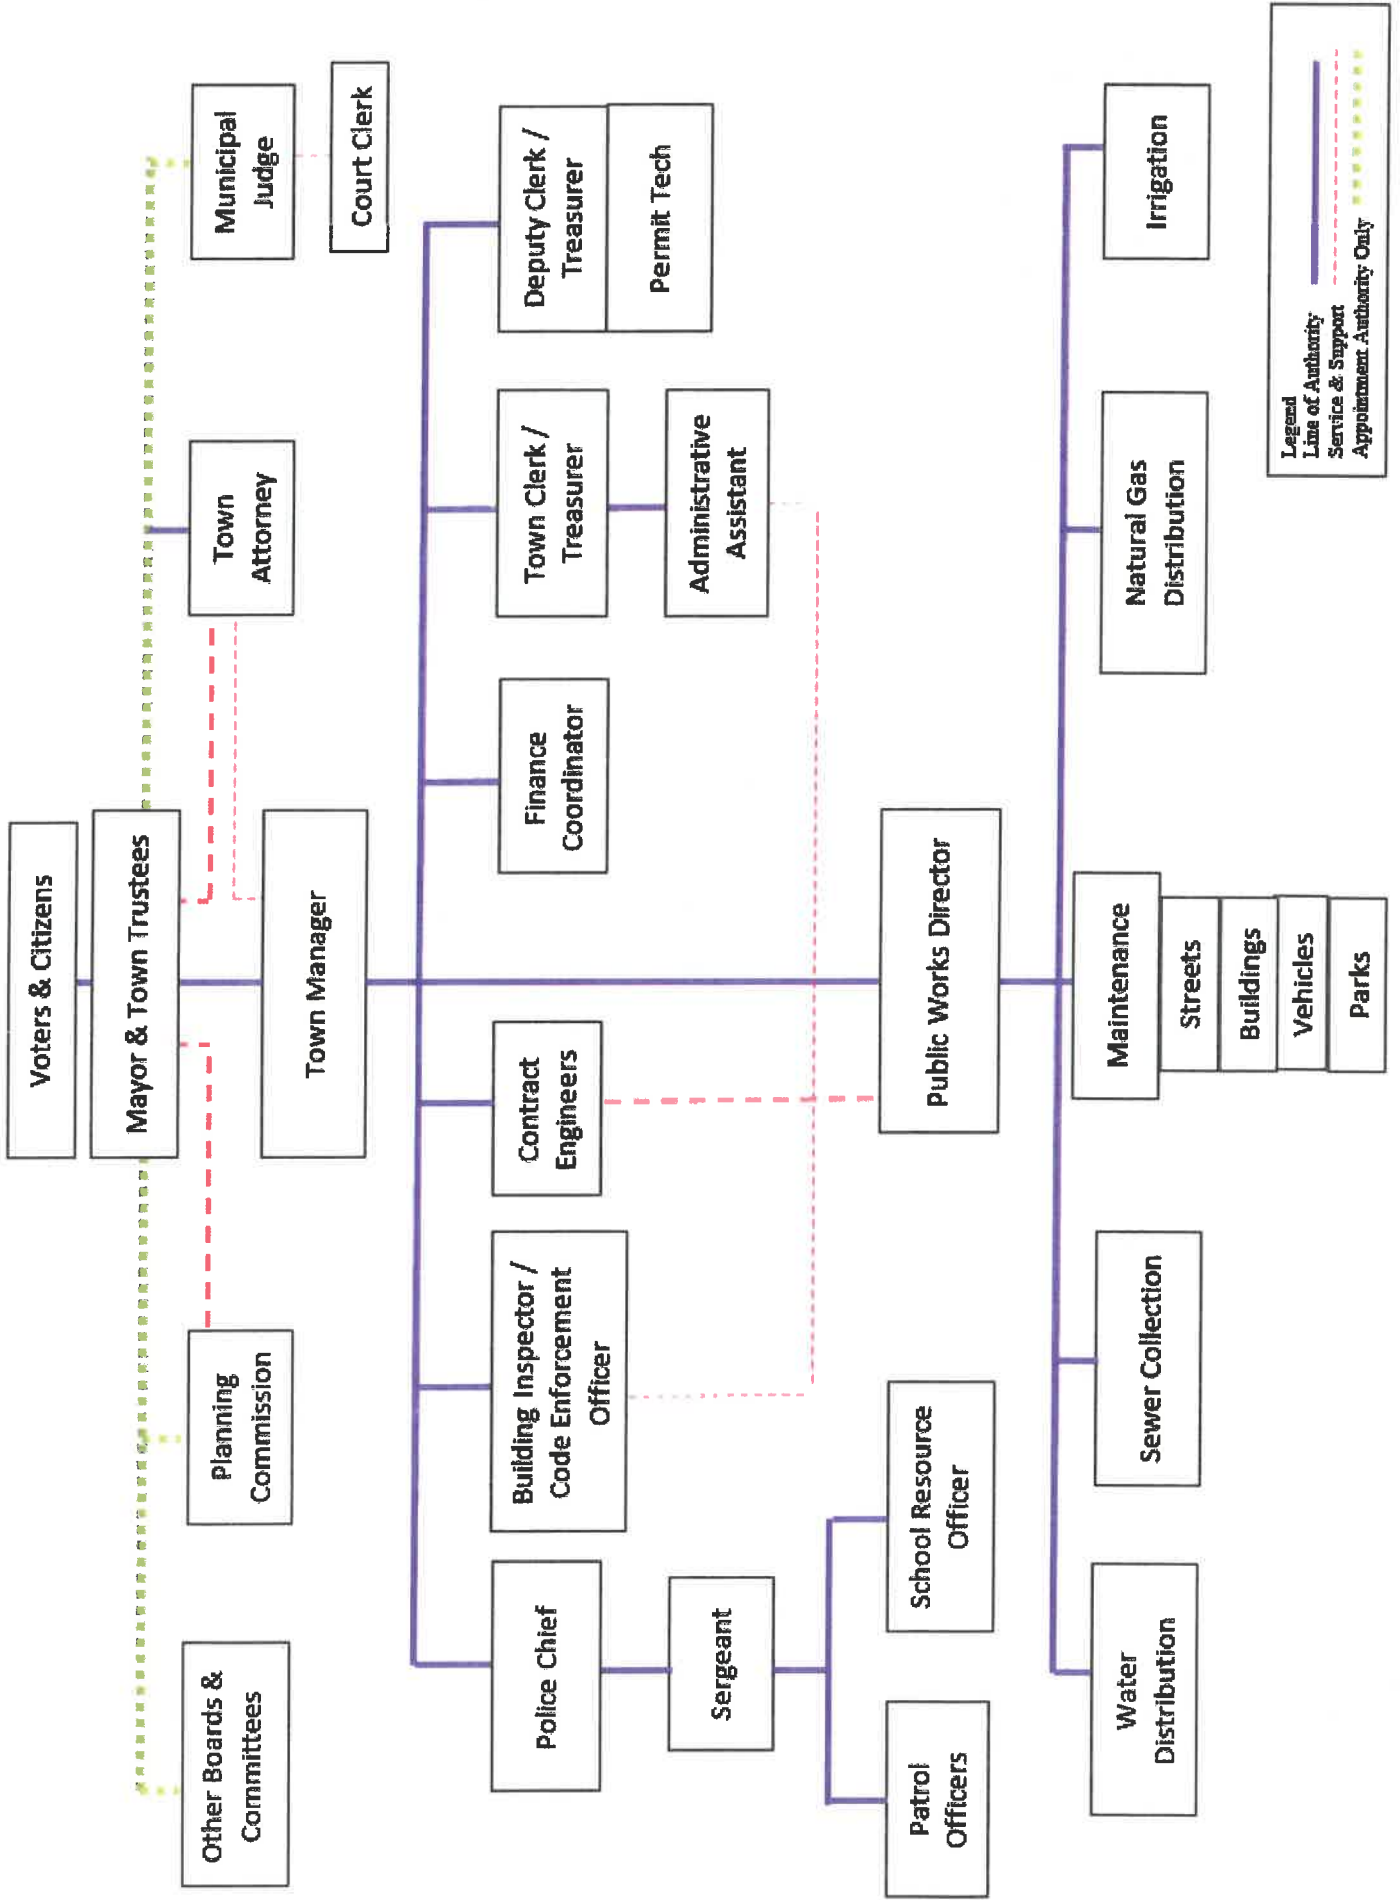 Voters & Citizens
Mayor & Town Trustees
Other Boards &
Committees
Planning
Commission
Town
Attorney
Municipal
Judge
Court Clerk
Town Manager
Police Chief
Building Inspector /
Code Enforcement
Officer
Contract
Engineers
Finance
Coordinator
Town Clerk /
Treasurer
Deputy Clerk /
Treasurer
Permit Tech
Sergeant
Administrative
Assistant
Patrol
Officers
School Resource
Officer
Public Works Director
Water
Distribution
Sewer Collection
Maintenance
Streets
Buildings
Vehicles
Parks
Natural Gas
Distribution
Irrigation
Legend
Line of Authority
Service & Support
Appointment Authority Only